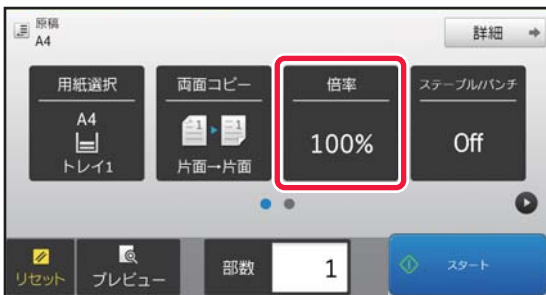 原稿
A4
詳細
用紙選択
A4
トレイ1
両面コピー
1
1
片面→片面
倍率
100%
ステープル/パンチ
Off
リセット
プレビュー
部数
1
スタート